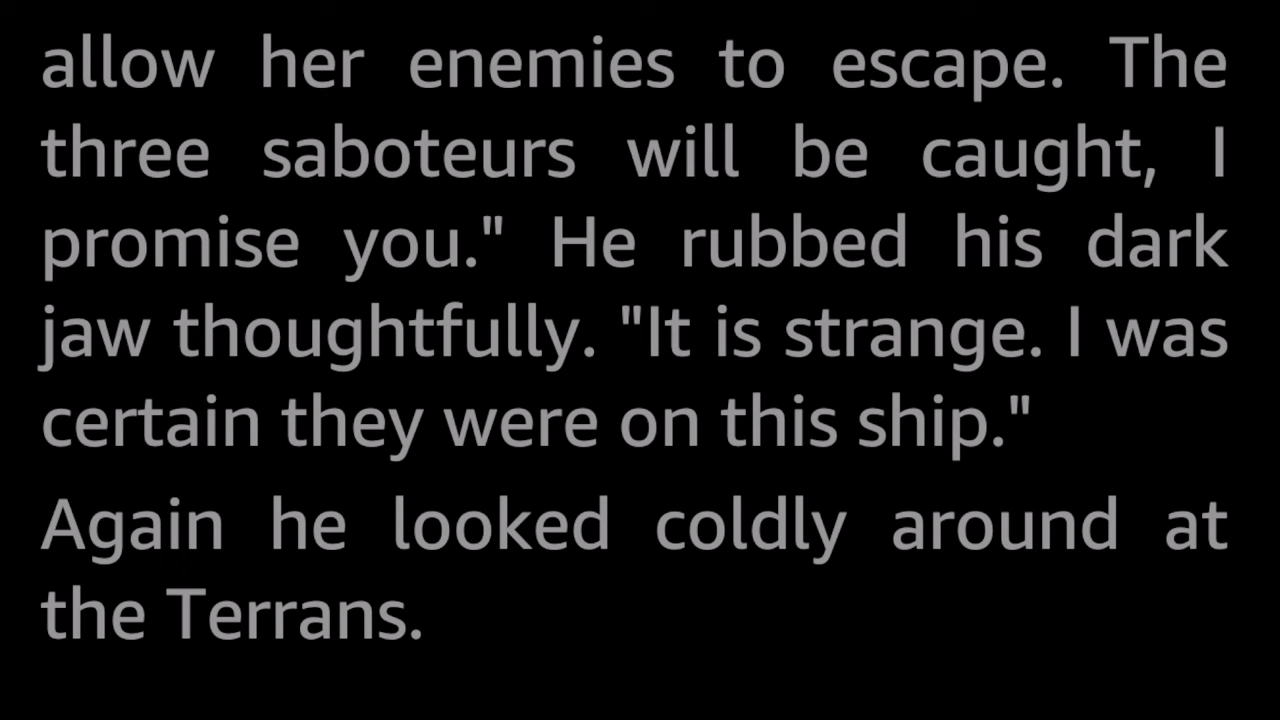 allow her enemies to escape. The
three saboteurs will be caught, I
promise you." He rubbed his dark
jaw thoughtfully. "It is strange. I was
certain they were on this ship."
Again he looked coldly around at
the Terrans.